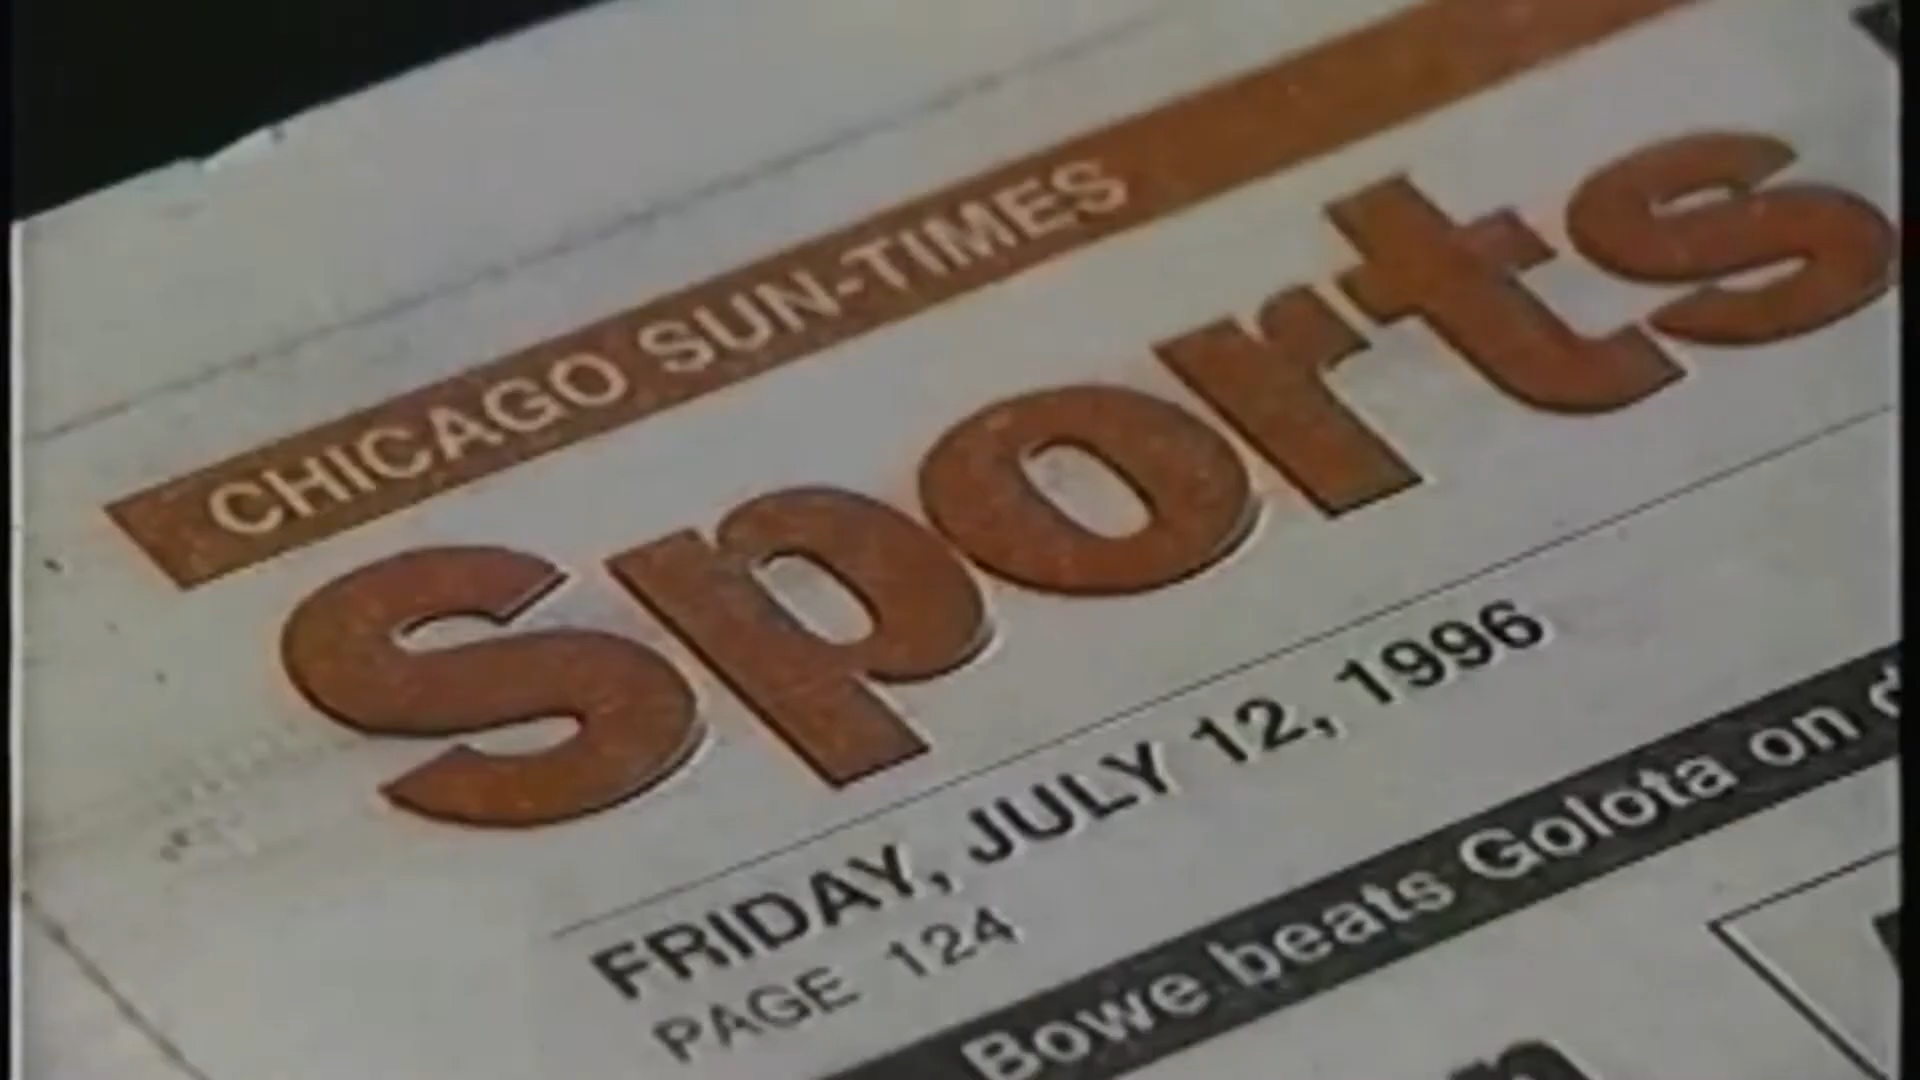 CHICAGO SUN-TIMES
Sports
FRIDAY, JULY 12, 1996
PAGE 124
Bowe beats Golota on